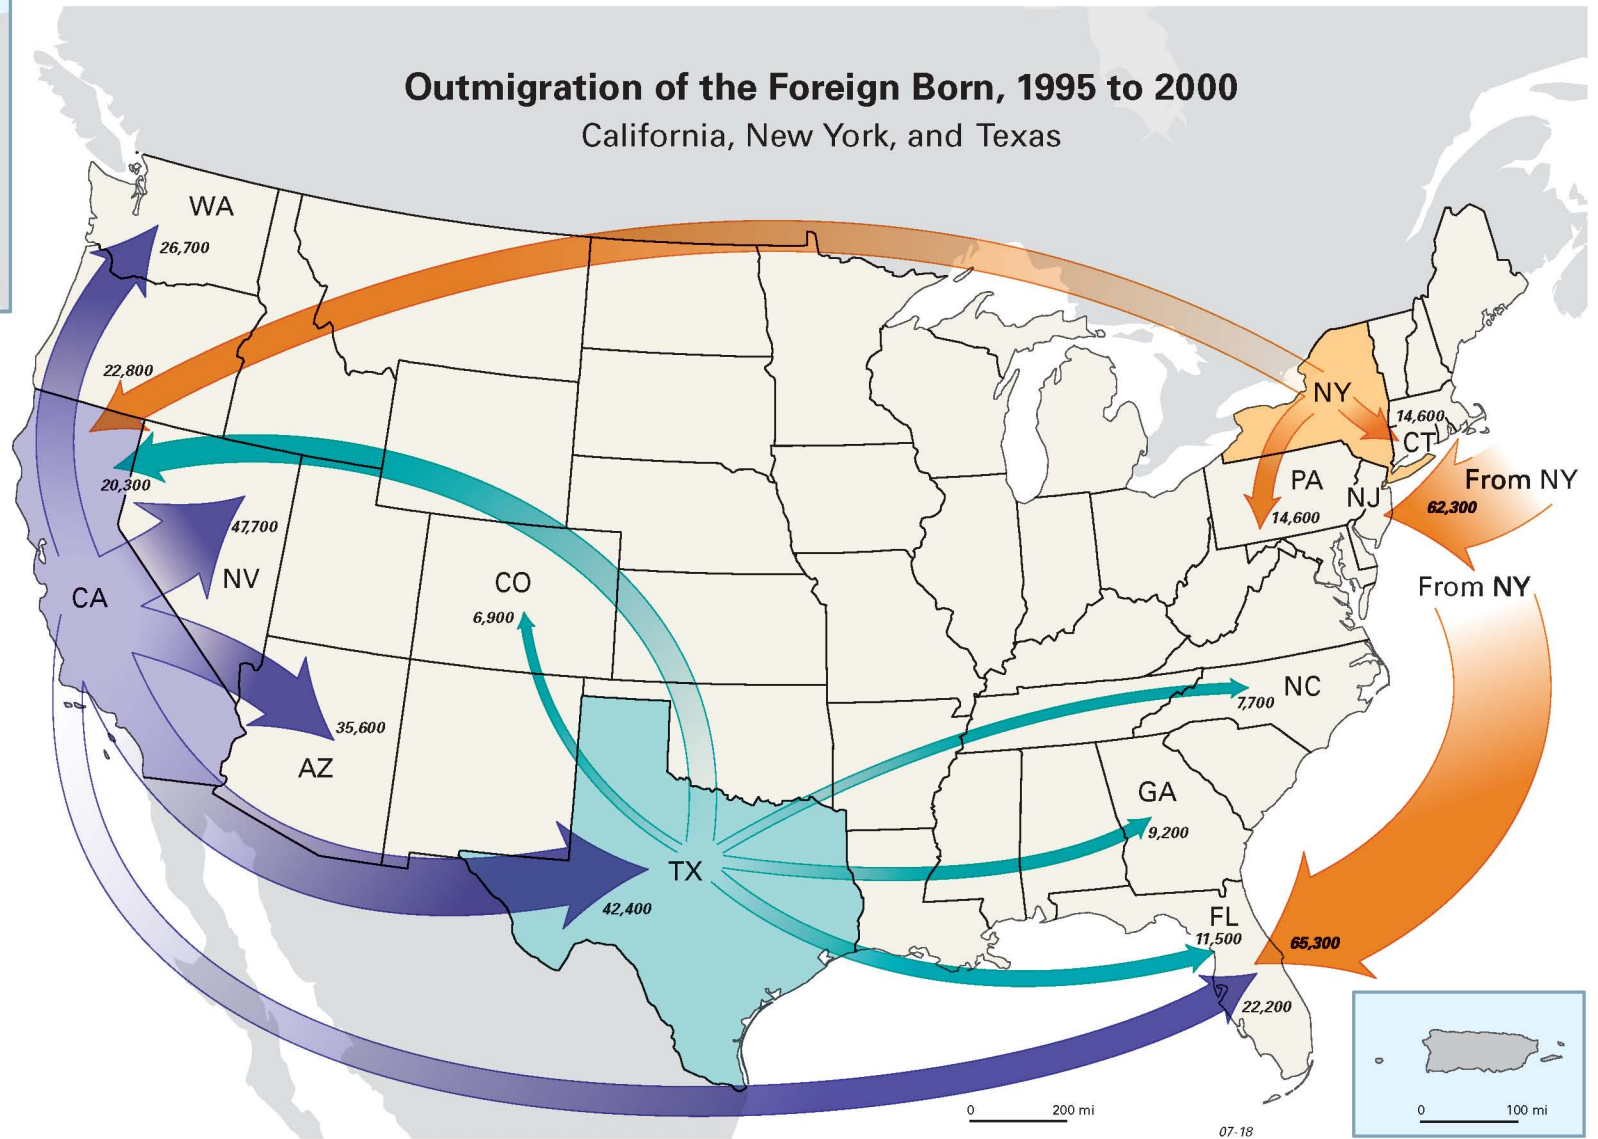 Outmigration of the Foreign Born, 1995 to 2000
California, New York, and Texas
WA
26,700
22,800
NY
14,600
CT
20,300
PA
NJ
From NY
62,300
14,600
47,700
NV
CO
From NY
CA
6,900
NC
7,700
35,600
AZ
GA
9,200
TX
42,400
FL
11,500
65,300
22,200
0 200 mi
0 100 mi
07-18